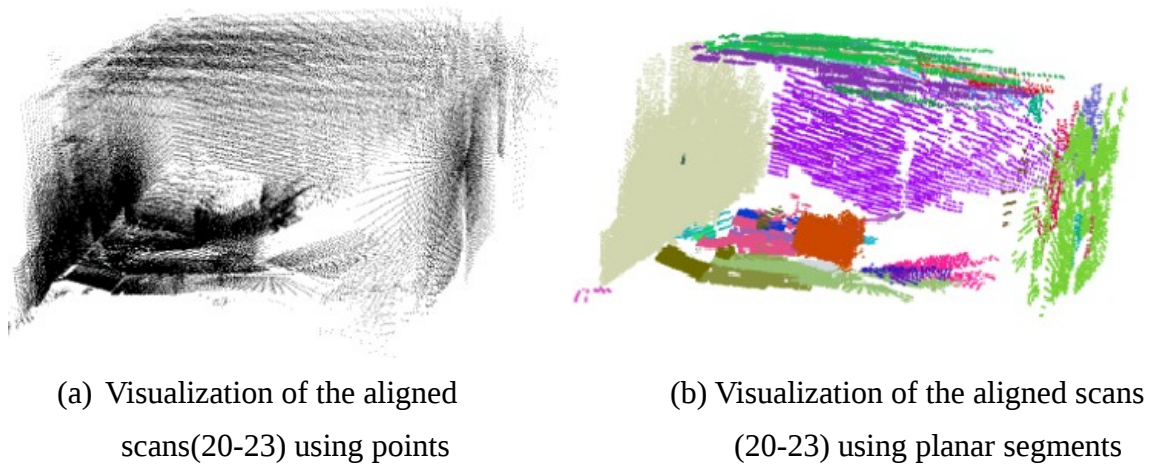 (a) Visualization of the aligned
scans(20-23) using points
(b) Visualization of the aligned scans
(20-23) using planar segments